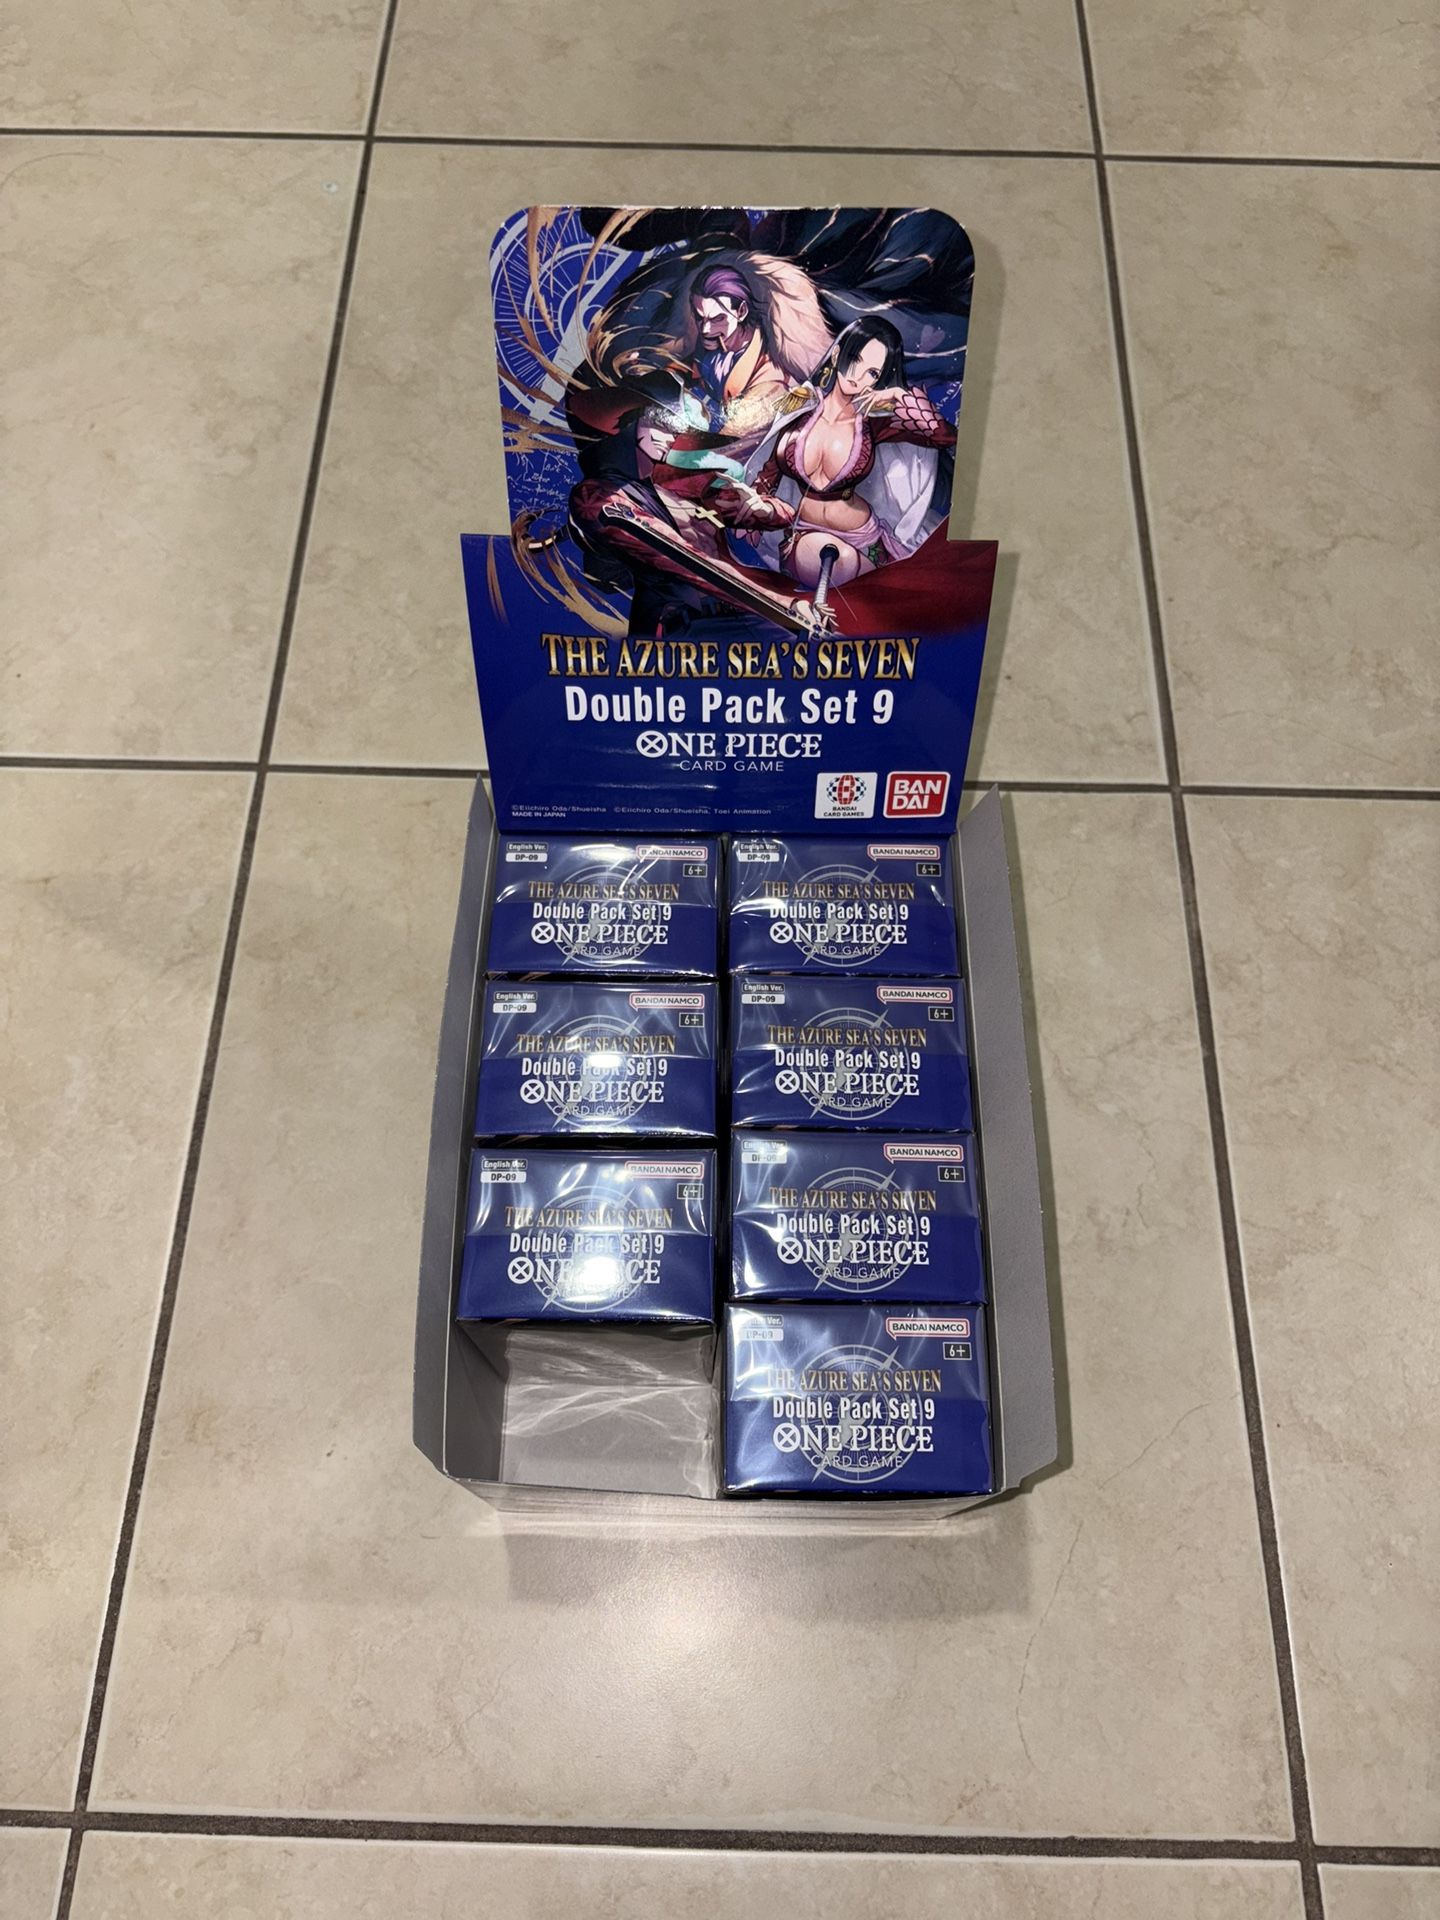 THE AZURE SEA'S SEVEN
Double Pack Set 9
ONE PIECE
CARD GAME
©Eiichiro Oda/Shueisha ©Eiichiro Oda/Shueisha, Toei Animation
MADE IN JAPAN
BANDAI
CARD GAMES
BAN
DAI
English Ver.
DP-09
BANDAI NAMCO
6+
THE AZURE SEA'S SEVEN
Double Pack Set 9
ONE PIECE
CARD GAME
English Ver.
DP-09
BANDAI NAMCO
6+
THE AZURE SEA'S SEVEN
Double Pack Set 9
ONE PIECE
CARD GAME
English Ver.
DP-09
BANDAI NAMCO
6+
THE AZURE SEA'S SEVEN
Double Pack Set 9
ONE PIECE
CARD GAME
English Ver.
DP-09
BANDAI NAMCO
6+
THE AZURE SEA'S SEVEN
Double Pack Set 9
ONE PIECE
CARD GAME
English Ver.
DP-09
BANDAI NAMCO
6+
THE AZURE SEA'S SEVEN
Double Pack Set 9
ONE PIECE
CARD GAME
English Ver.
DP-09
BANDAI NAMCO
6+
THE AZURE SEA'S SEVEN
Double Pack Set 9
ONE PIECE
CARD GAME
English Ver.
DP-09
BANDAI NAMCO
6+
THE AZURE SEA'S SEVEN
Double Pack Set 9
ONE PIECE
CARD GAME